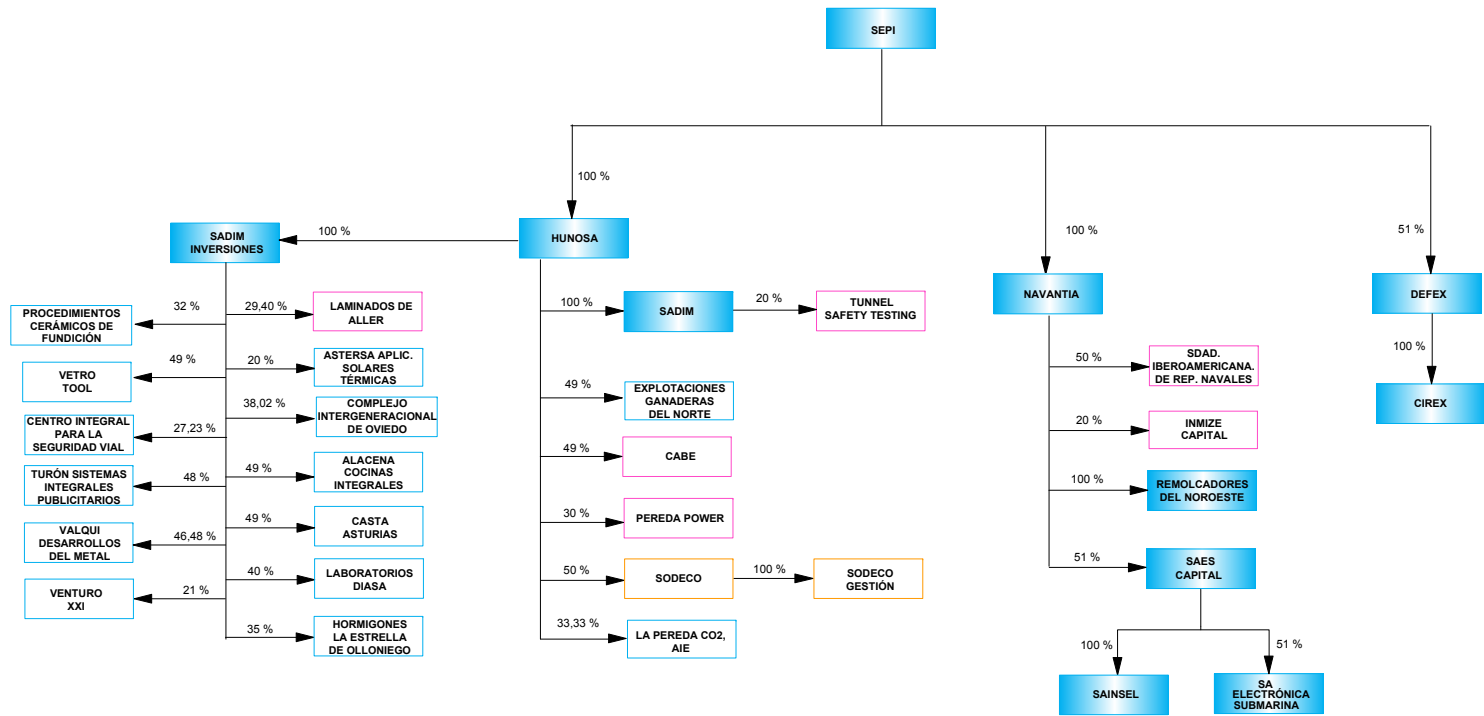 SEPI
100 %
100 %
51 %
SADIM
INVERSIONES
100 %
HUNOSA
NAVANTIA
DEFEX
100 %
CIREX
32 %
PROCEDIMIENTOS
CERÁMICOS DE
FUNDICIÓN
29,40 %
LAMINADOS DE
ALLER
49 %
VETRO
TOOL
20 %
ASTERSA APLIC.
SOLARES
TÉRMICAS
27,23 %
CENTRO INTEGRAL
PARA LA
SEGURIDAD VIAL
38,02 %
COMPLEJO
INTERGENERACIONAL
DE OVIEDO
48 %
TURÓN SISTEMAS
INTEGRALES
PUBLICITARIOS
49 %
ALACENA
COCINAS
INTEGRALES
46,48 %
VALQUI
DESARROLLOS
DEL METAL
49 %
CASTA
ASTURIAS
21 %
VENTURO
XXI
40 %
LABORATORIOS
DIASA
35 %
HORMIGONES
LA ESTRELLA
DE OLLONIEGO
100 %
SADIM
20 %
TUNNEL
SAFETY TESTING
49 %
EXPLOTACIONES
GANADERAS
DEL NORTE
49 %
CABE
30 %
PEREDA POWER
50 %
SODECO
100 %
SODECO
GESTIÓN
33,33 %
LA PEREDA CO2,
AIE
50 %
SDAD.
IBEROAMERICANA.
DE REP. NAVALES
20 %
INMIZE
CAPITAL
100 %
REMOLCADORES
DEL NOROESTE
51 %
SAES
CAPITAL
100 %
SAINSEL
51 %
SA
ELECTRÓNICA
SUBMARINA